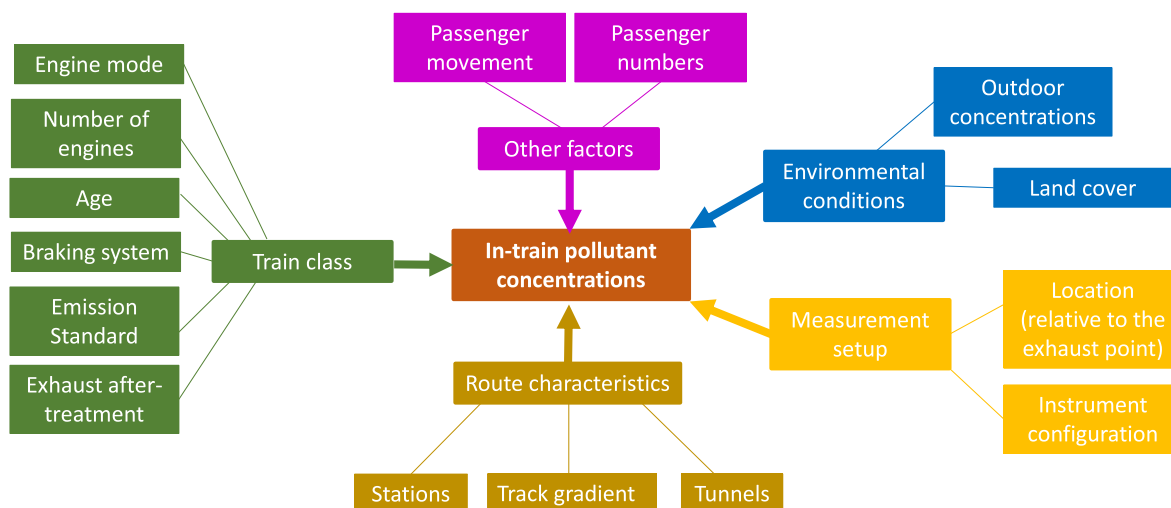 Engine mode
Number of
engines
Age
Braking system
Emission
Standard
Exhaust after-
treatment
Train class
Passenger
movement
Passenger
numbers
Other factors
In-train pollutant
concentrations
Outdoor
concentrations
Environmental
conditions
Land cover
Measurement
setup
Location
(relative to the
exhaust point)
Instrument
configuration
Route characteristics
Stations
Track gradient
Tunnels